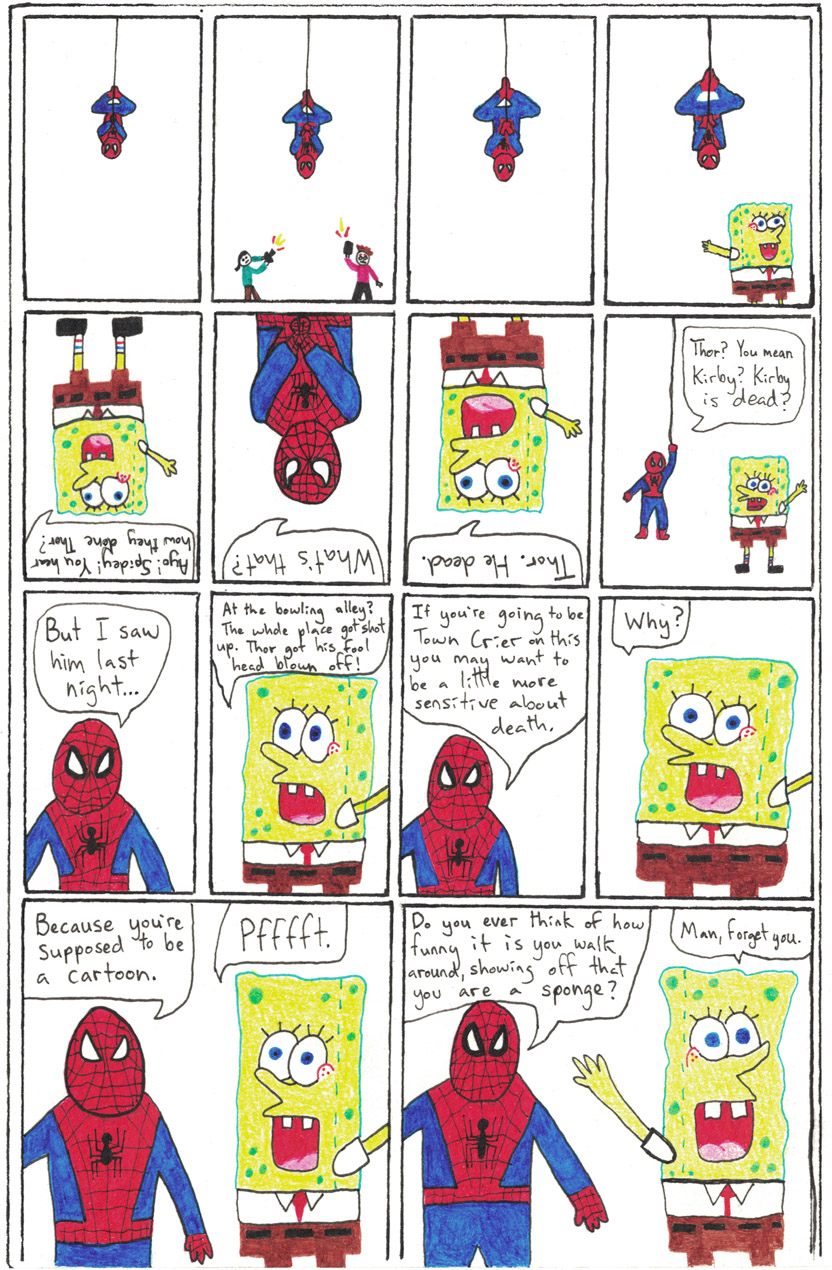 Ayo! Spidey! You hear
how they done Thor?
What's that?
Thor. He dead.
Thor? You mean
Kirby? Kirby
is dead?
But I saw
him last
night...
At the bowling alley?
The whole place got shot
up. Thor got his fool
head blown off!
If you're going to be
Town Crier on this
you may want to
be a little more
sensitive about
death.
Why?
Because you're
supposed to be
a cartoon.
Pfffft.
Do you ever think of how
funny it is you walk
around, showing off that
you are a sponge?
Man, forget you.